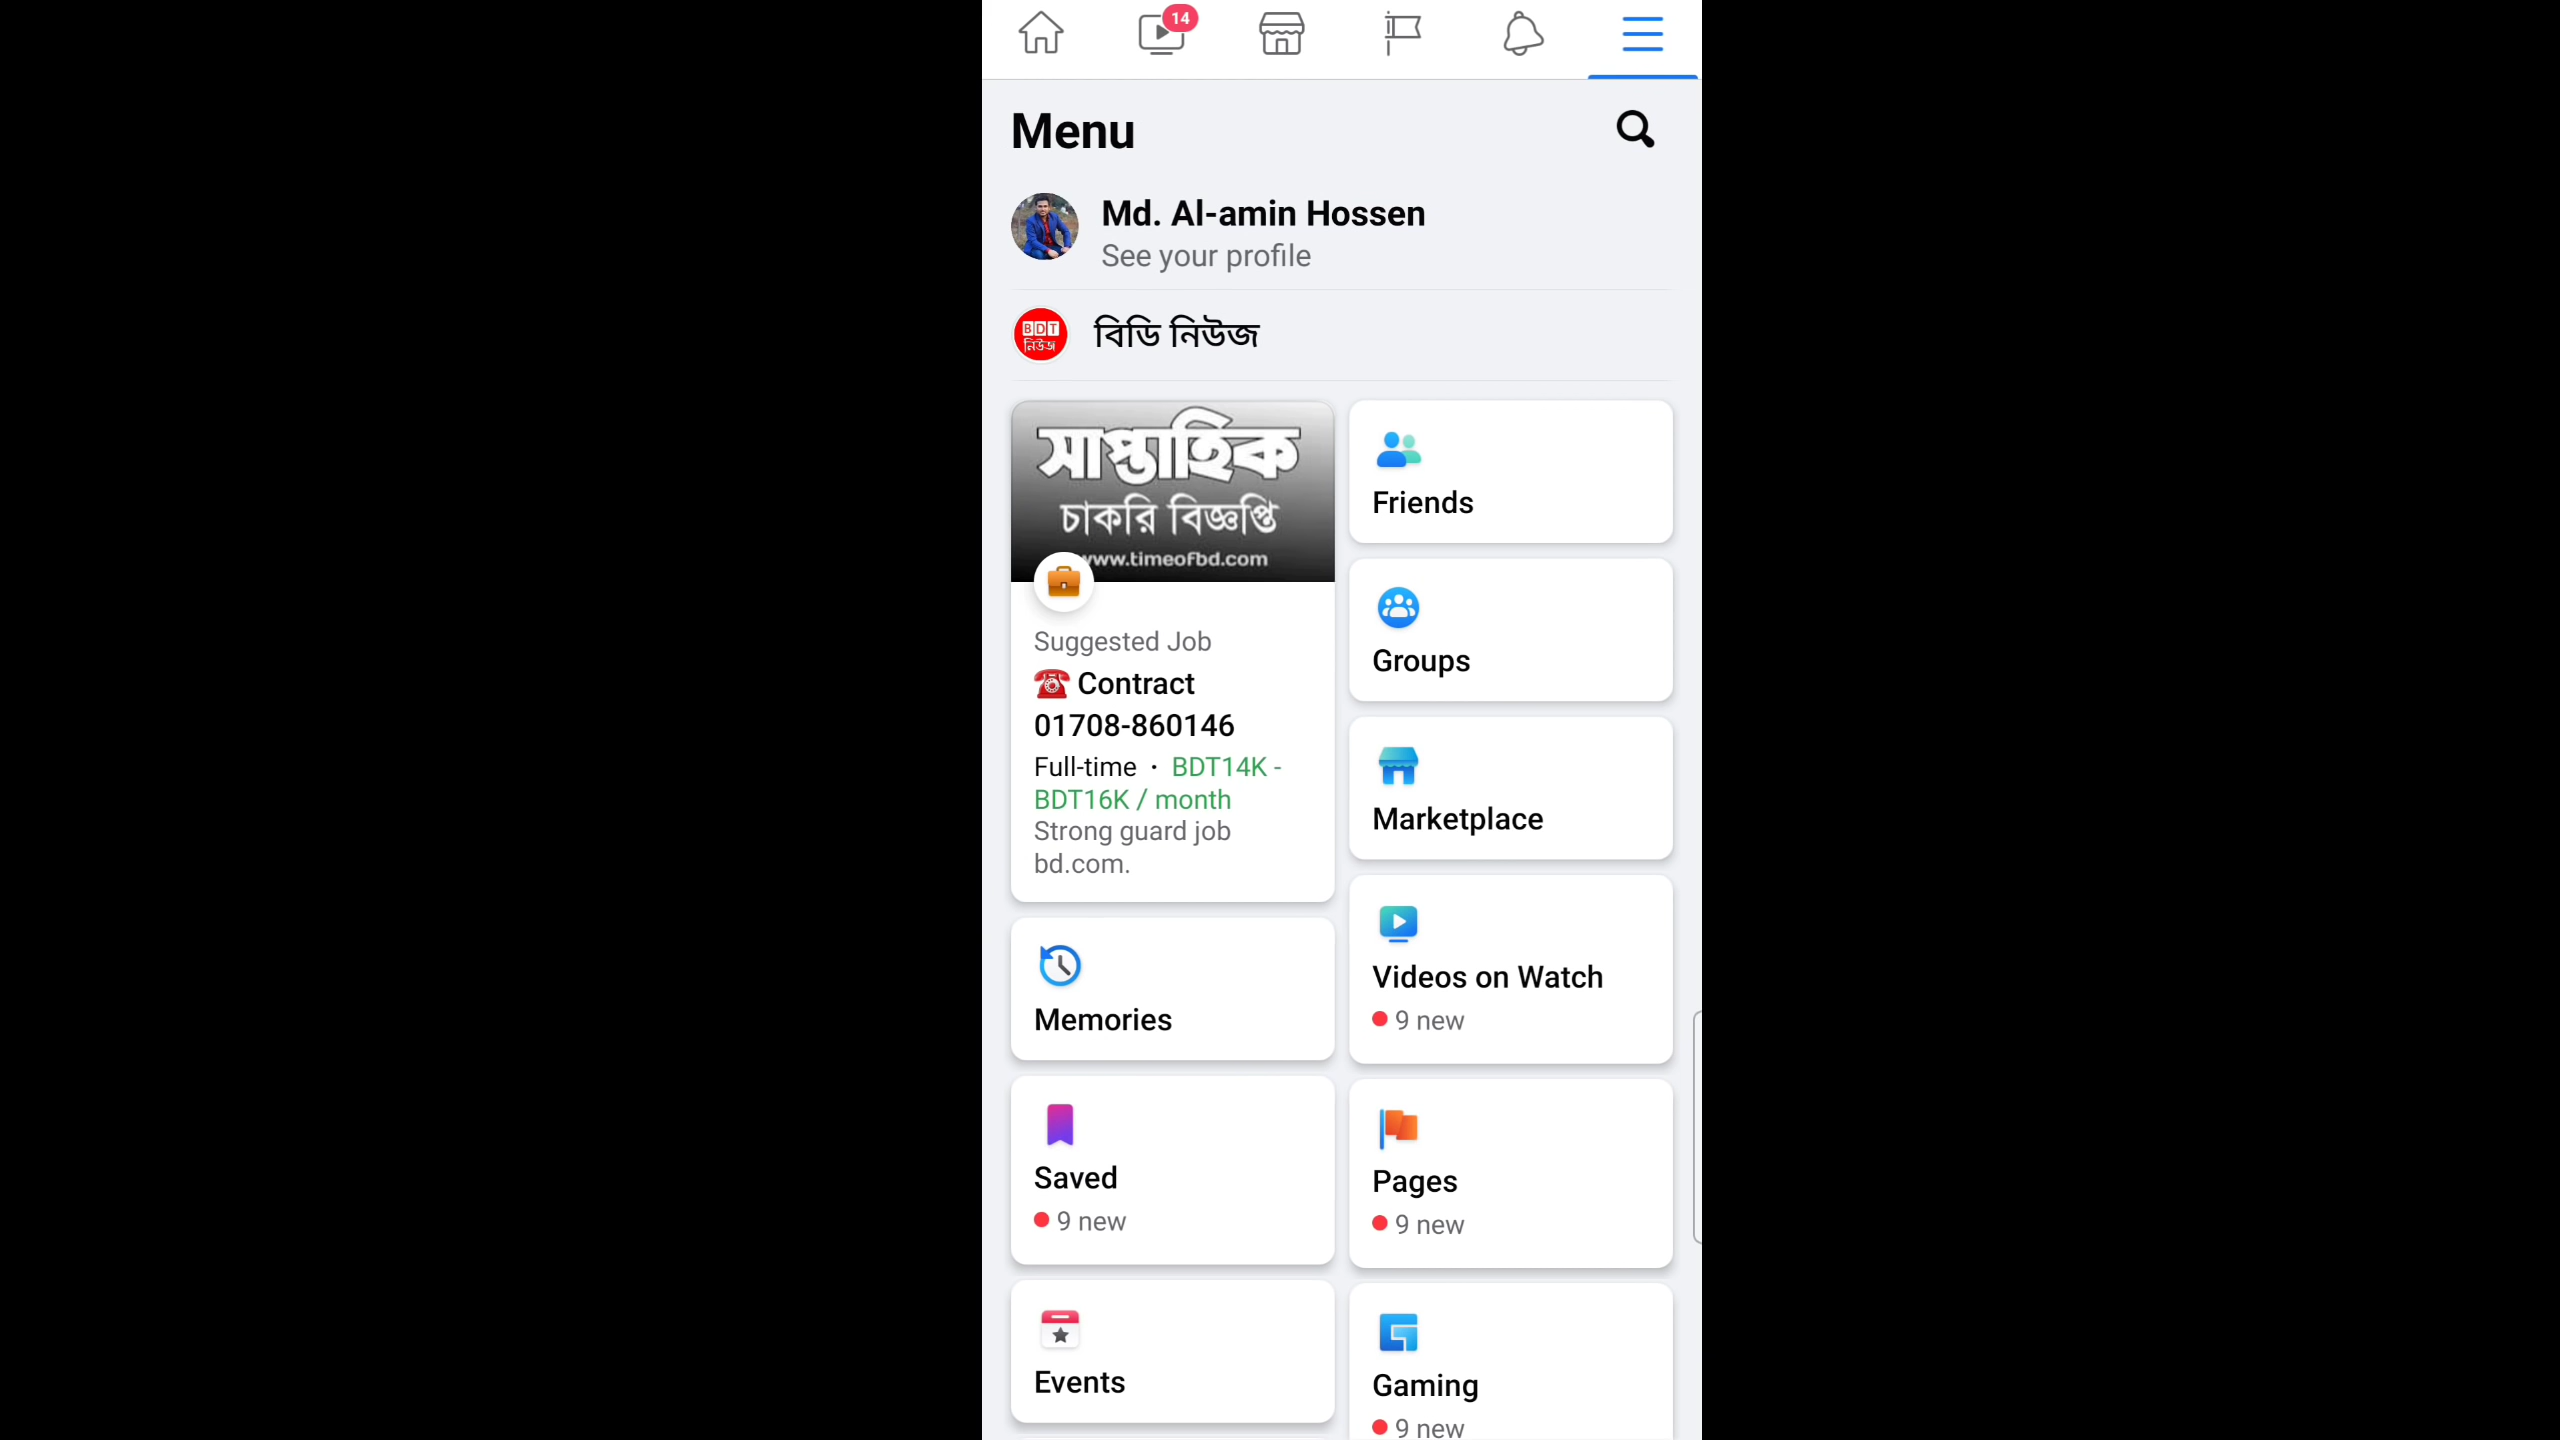 14
Menu
Md. Al-amin Hossen
See your profile
BDT
নিউজ
বিডি নিউজ
সাপ্তাহিক
চাকরি বিজ্ঞপ্তি
www.timeofbd.com
Suggested Job
☎️ Contract
01708-860146
Full-time · BDT14K -
BDT16K / month
Strong guard job
bd.com.
Memories
Saved
9 new
Events
Friends
Groups
Marketplace
Videos on Watch
9 new
Pages
9 new
Gaming
9 new